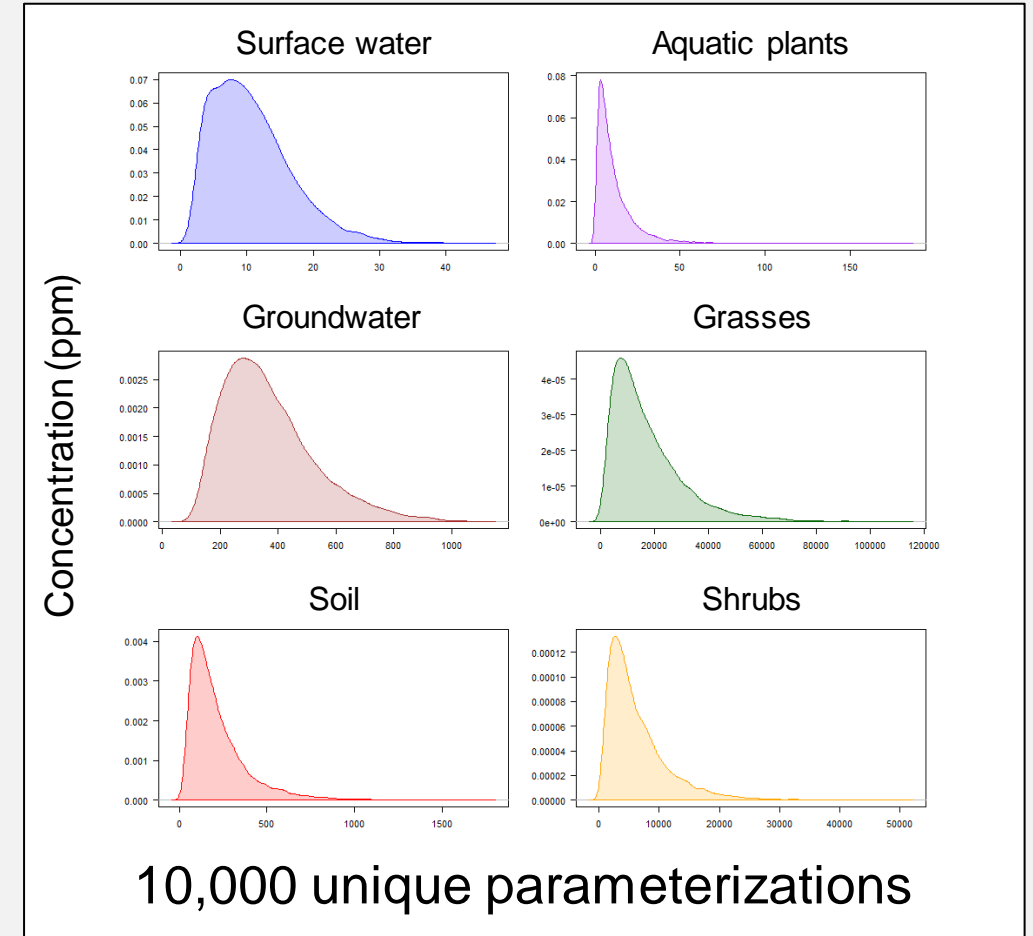 Surface water
0.07
0.06
0.05
0.04
0.03
0.02
0.01
0.00
0 10 20 30 40
Aquatic plants
0.08
0.06
0.04
0.02
0.00
0 50 100 150
Concentration (ppm)
Groundwater
0.0025
0.0020
0.0015
0.0010
0.0005
0.0000
0 200 400 600 800 1000
Grasses
4e-05
3e-05
2e-05
1e-05
0e+00
0 20000 40000 60000 80000 100000 120000
Soil
0.004
0.003
0.002
0.001
0.000
0 500 1000 1500
Shrubs
0.00012
0.00010
0.00008
0.00006
0.00004
0.00002
0.00000
0 10000 20000 30000 40000 50000
10,000 unique parameterizations